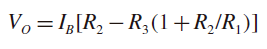 V_O = I_B[R_2 − R_3(1 + R_2/R_1)]